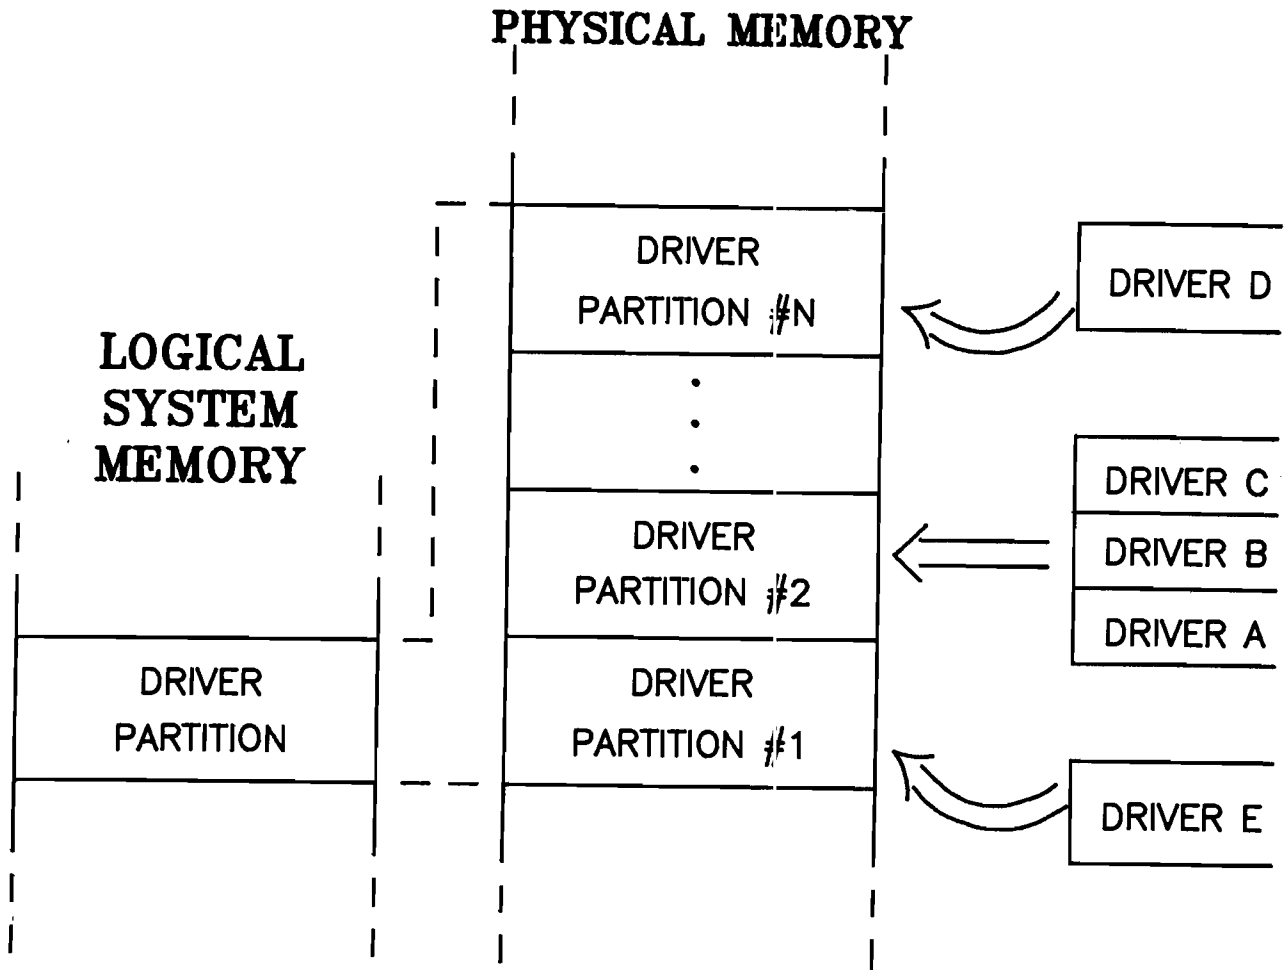 PHYSICAL MEMORY
DRIVER
PARTITION #N
DRIVER D
LOGICAL
SYSTEM
MEMORY
DRIVER C
DRIVER
PARTITION #2
DRIVER B
DRIVER A
DRIVER
PARTITION
DRIVER
PARTITION #1
DRIVER E